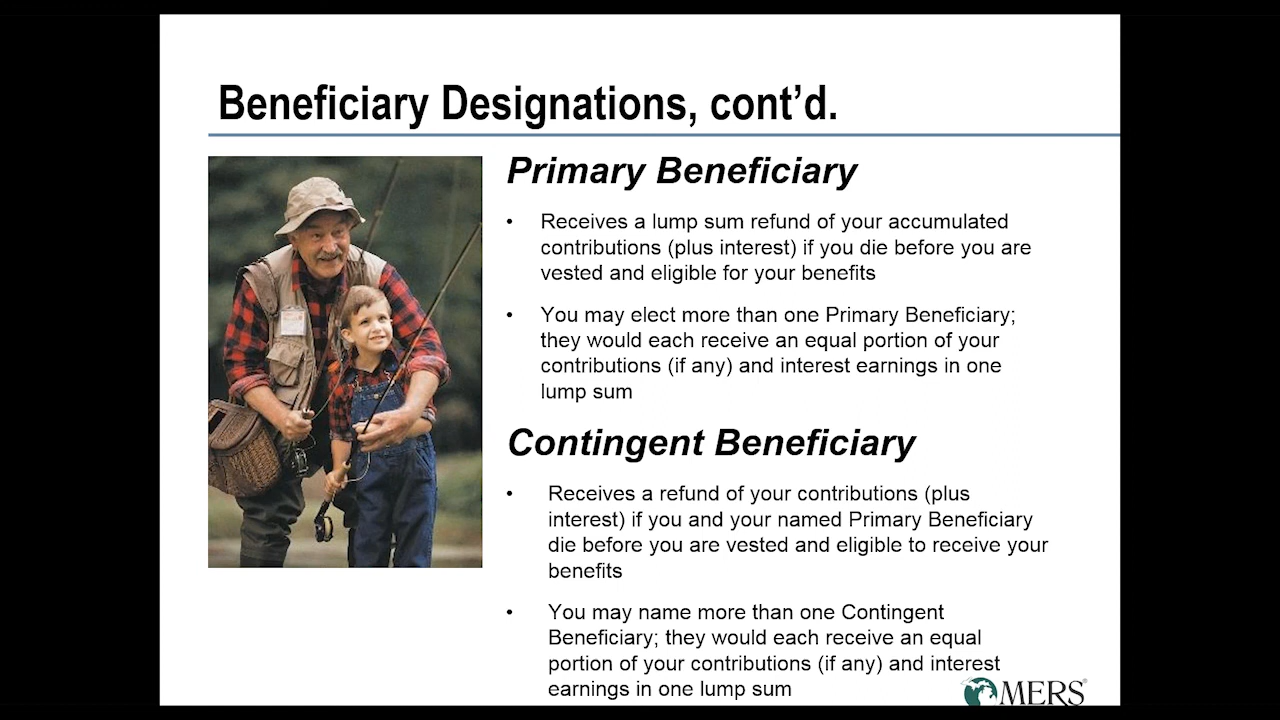 Beneficiary Designations, cont’d.
Primary Beneficiary
• Receives a lump sum refund of your accumulated
contributions (plus interest) if you die before you are
vested and eligible for your benefits
• You may elect more than one Primary Beneficiary;
they would each receive an equal portion of your
contributions (if any) and interest earnings in one
lump sum
Contingent Beneficiary
• Receives a refund of your contributions (plus
interest) if you and your named Primary Beneficiary
die before you are vested and eligible to receive your
benefits
• You may name more than one Contingent
Beneficiary; they would each receive an equal
portion of your contributions (if any) and interest
earnings in one lump sum
MERS®